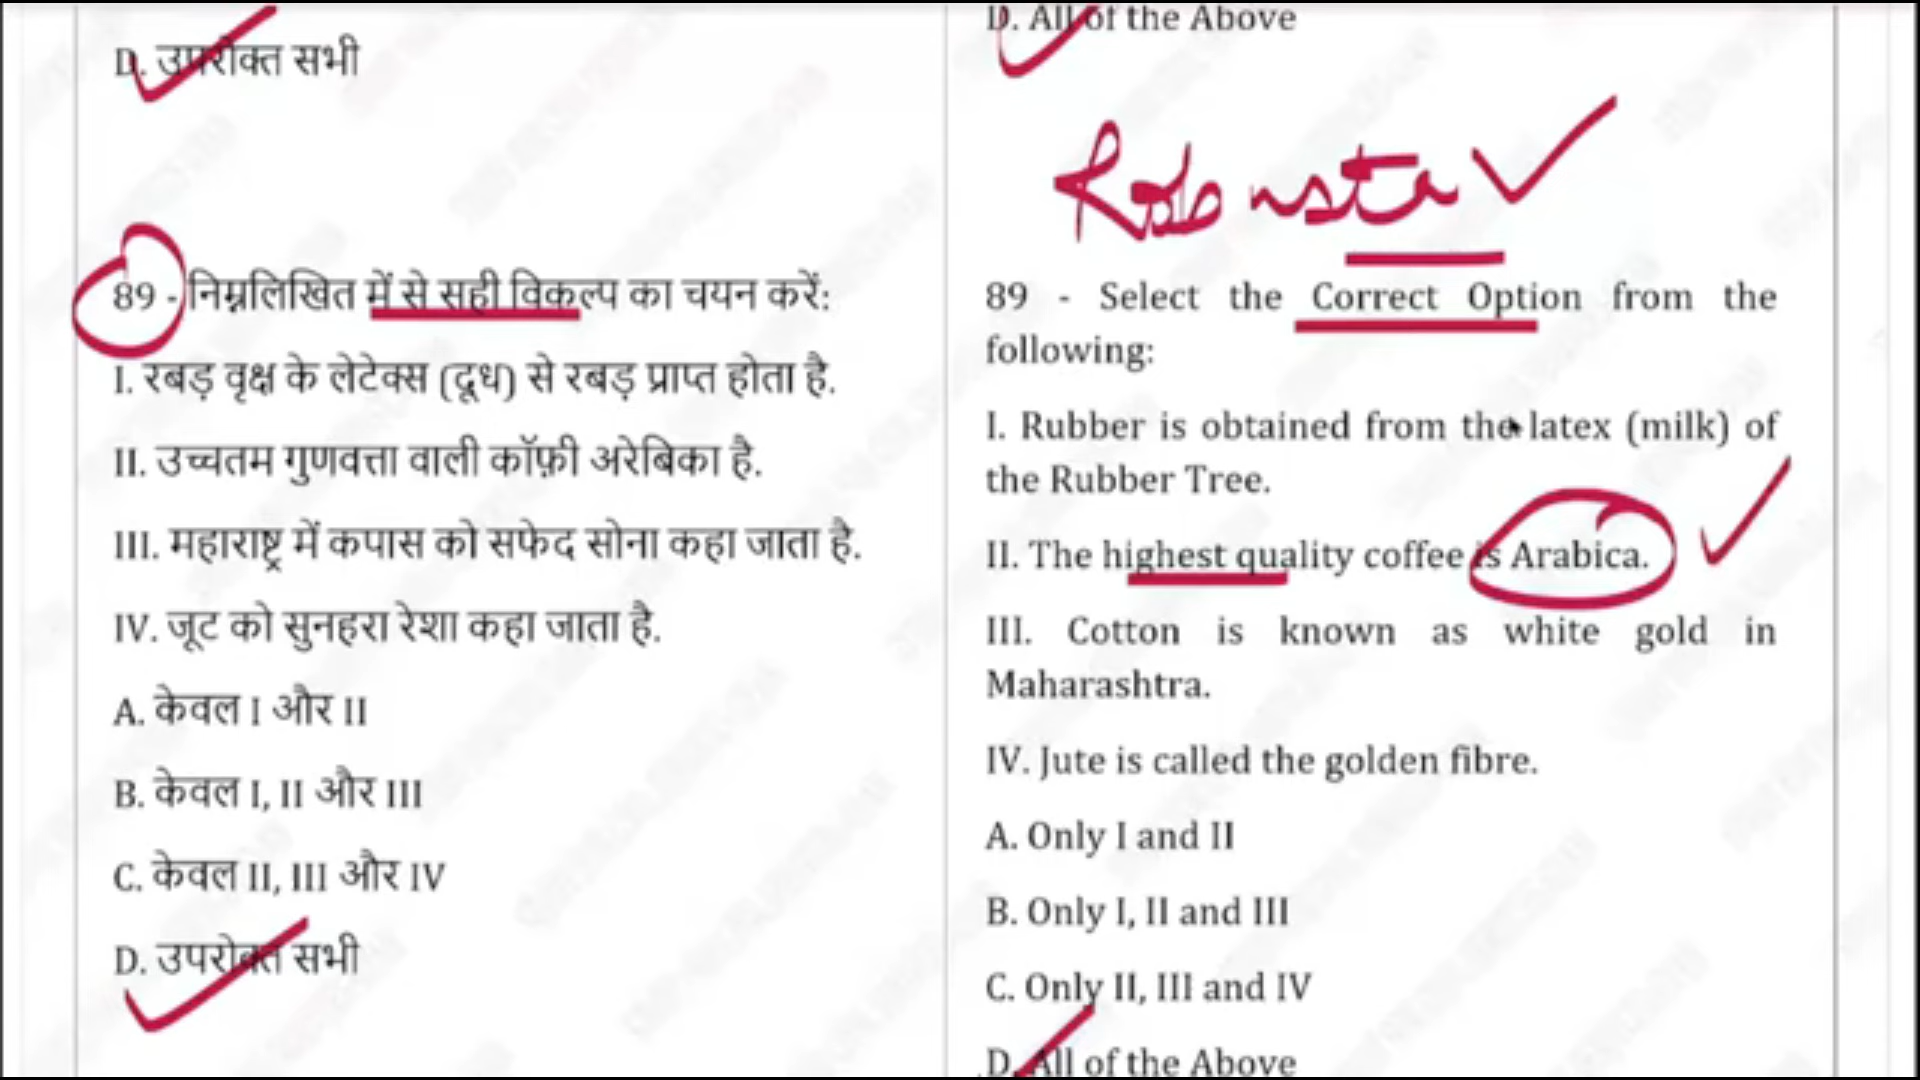 D. उपरोक्त सभी
89 - निम्नलिखित में से सही विकल्प का चयन करें:
I. रबड़ वृक्ष के लेटेक्स (दूध) से रबड़ प्राप्त होता है.
II. उच्चतम गुणवत्ता वाली कॉफ़ी अरेबिका है.
III. महाराष्ट्र में कपास को सफेद सोना कहा जाता है.
IV. जूट को सुनहरा रेशा कहा जाता है.
A. केवल I और II
B. केवल I, II और III
C. केवल II, III और IV
D. उपरोक्त सभी
D. All of the Above
Robusta
89 - Select the Correct Option from the
following:
I. Rubber is obtained from the latex (milk) of
the Rubber Tree.
II. The highest quality coffee is Arabica.
III. Cotton is known as white gold in
Maharashtra.
IV. Jute is called the golden fibre.
A. Only I and II
B. Only I, II and III
C. Only II, III and IV
D. All of the Above